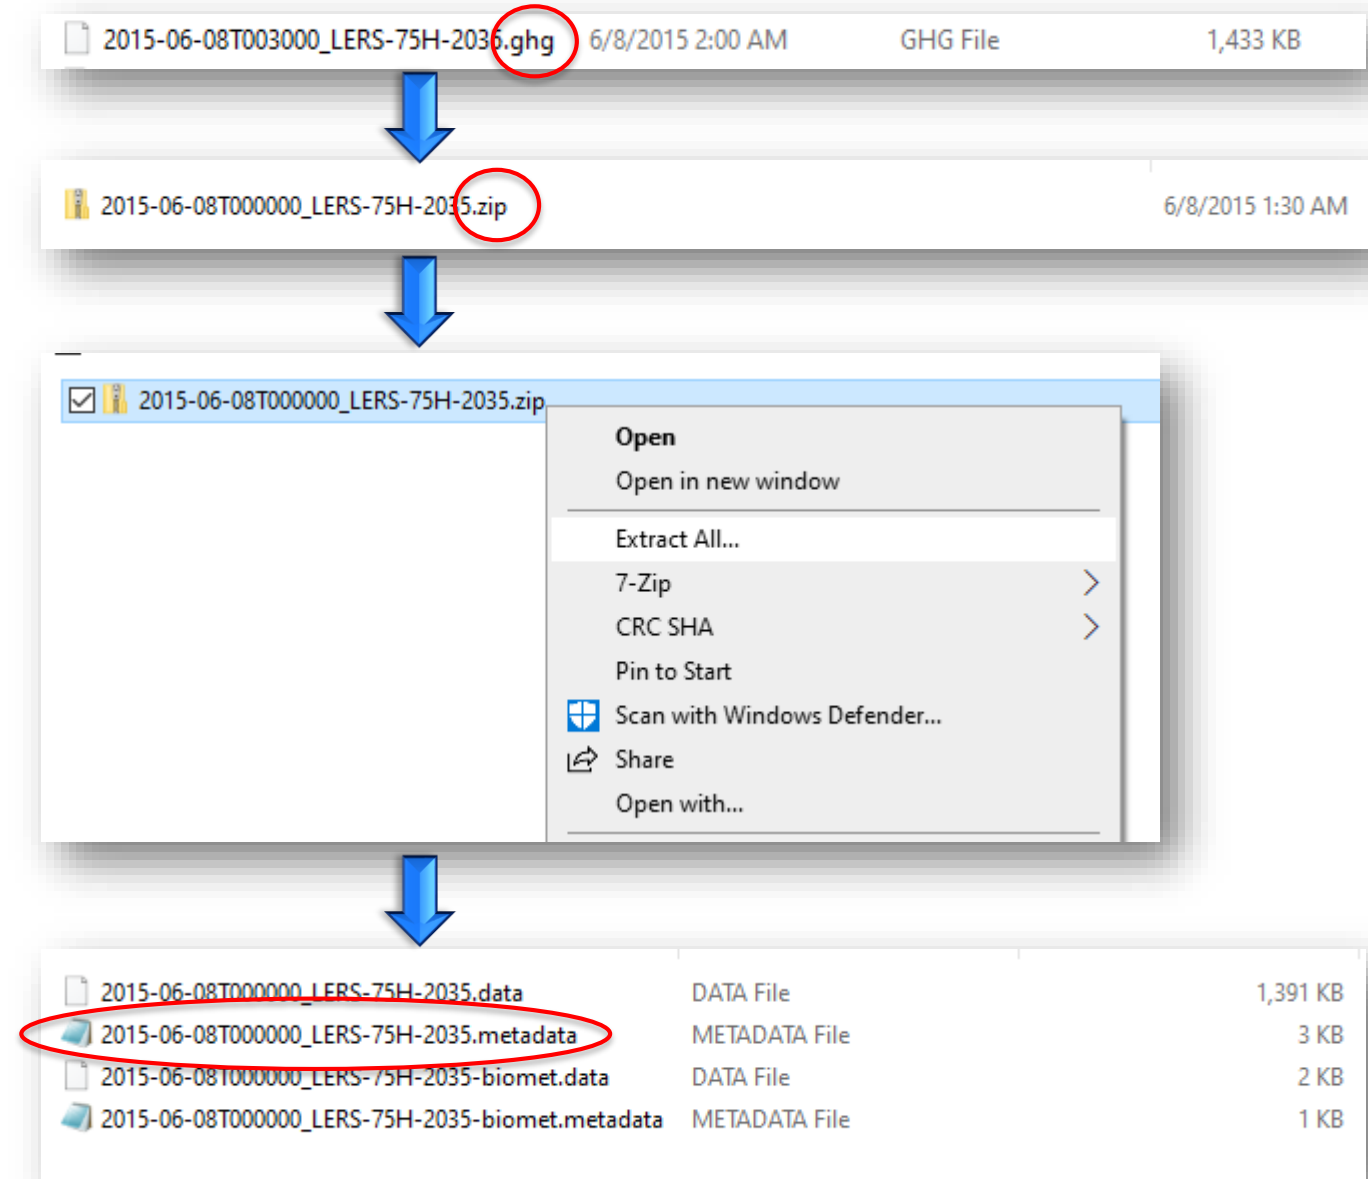 2015-06-08T003000_LERS-75H-2035.ghg 6/8/2015 2:00 AM GHG File 1,433 KB
2015-06-08T000000_LERS-75H-2035.zip 6/8/2015 1:30 AM
2015-06-08T000000_LERS-75H-2035.zip
Open
Open in new window
Extract All...
7-Zip
CRC SHA
Pin to Start
Scan with Windows Defender...
Share
Open with...
2015-06-08T000000_LERS-75H-2035.data DATA File 1,391 KB
2015-06-08T000000_LERS-75H-2035.metadata METADATA File 3 KB
2015-06-08T000000_LERS-75H-2035-biomet.data DATA File 2 KB
2015-06-08T000000_LERS-75H-2035-biomet.metadata METADATA File 1 KB